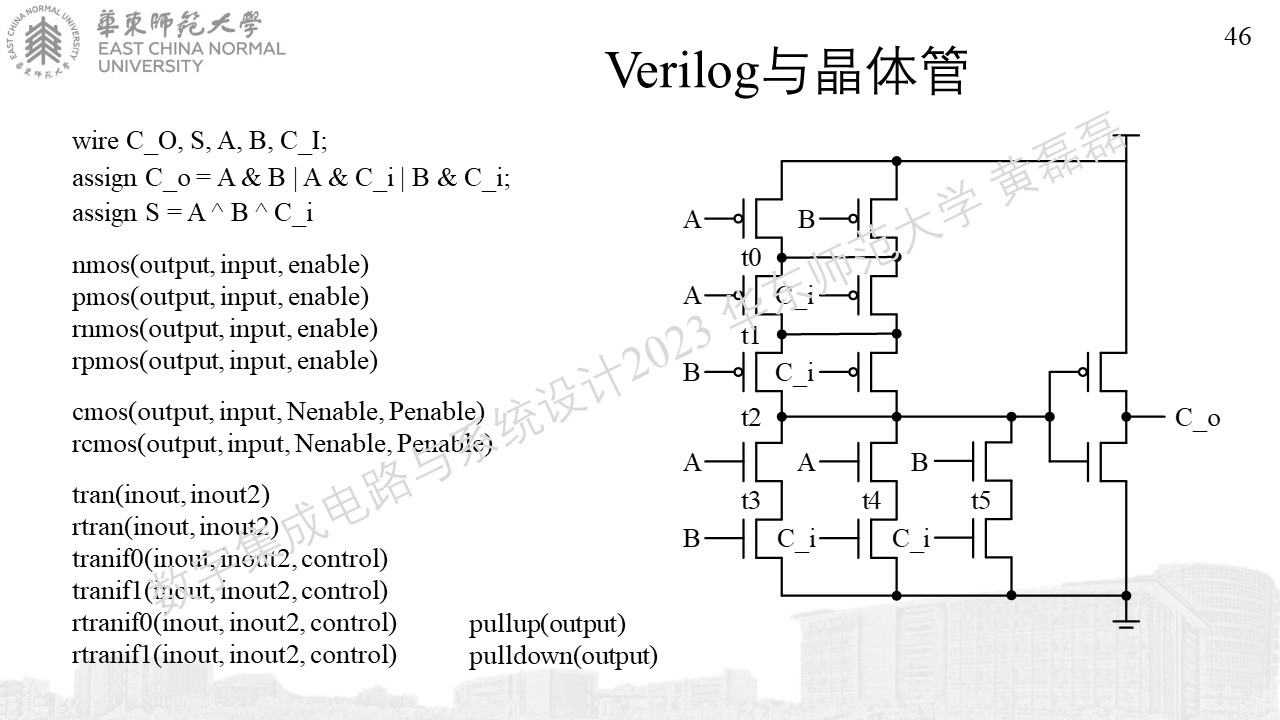 華東師範大學
EAST CHINA NORMAL
UNIVERSITY
EAST CHINA NORMAL UNIVERSITY
華東師範大學
46
Verilog与晶体管
wire C_O, S, A, B, C_I;
assign C_o = A & B | A & C_i | B & C_i;
assign S = A ^ B ^ C_i
nmos(output, input, enable)
pmos(output, input, enable)
rnmos(output, input, enable)
rpmos(output, input, enable)
cmos(output, input, Nenable, Penable)
rcmos(output, input, Nenable, Penable)
tran(inout, inout2)
rtran(inout, inout2)
tranif0(inout, inout2, control)
tranif1(inout, inout2, control)
rtranif0(inout, inout2, control)
rtranif1(inout, inout2, control)
pullup(output)
pulldown(output)
A B
t0
A C_i
t1
B C_i
t2 C_o
A A B
t3 t4 t5
B C_i C_i
数字集成电路与系统设计2023 华东师范大学 黄磊磊